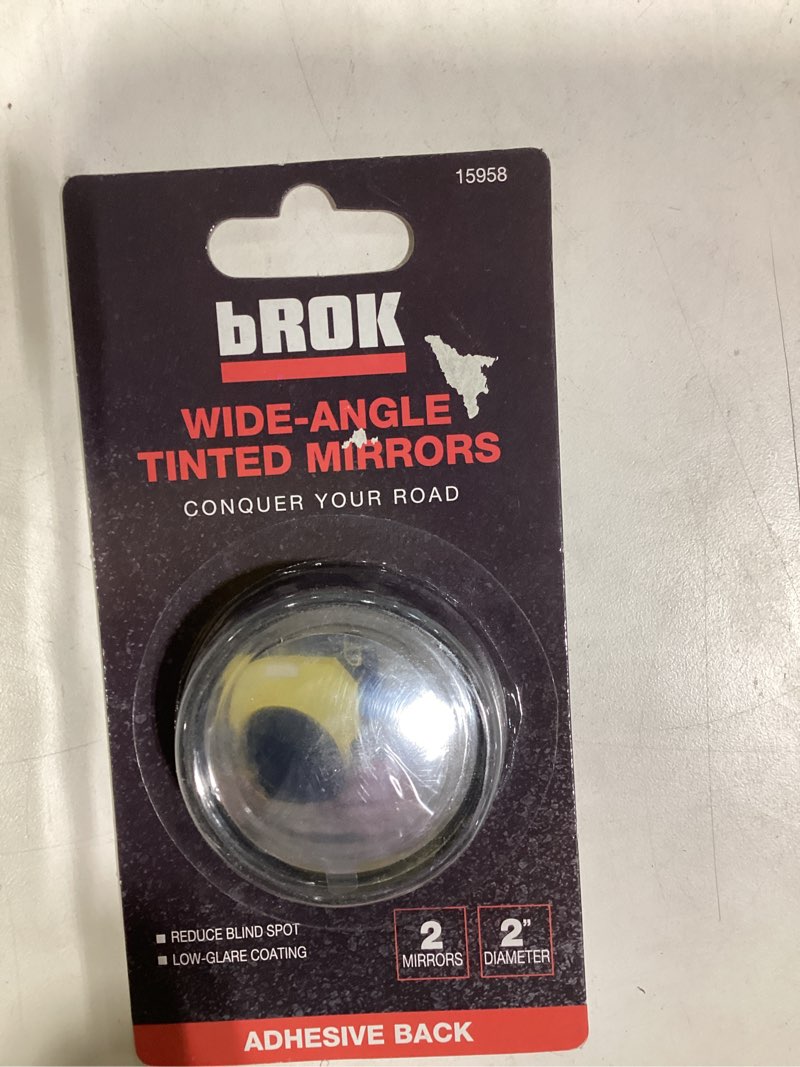 15958
bROK
WIDE-ANGLE
TINTED MIRRORS
CONQUER YOUR ROAD
■ REDUCE BLIND SPOT
■ LOW-GLARE COATING
2
MIRRORS
2"
DIAMETER
ADHESIVE BACK